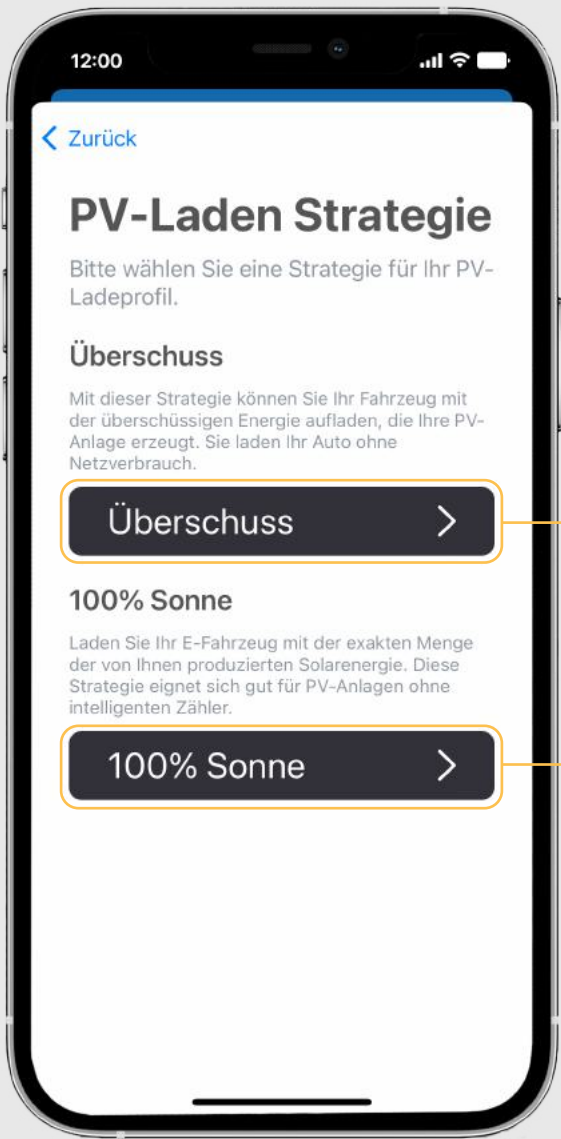 12:00
Zurück
PV-Laden Strategie
Bitte wählen Sie eine Strategie für Ihr PV-
Ladeprofil.
Überschuss
Mit dieser Strategie können Sie Ihr Fahrzeug mit
der überschüssigen Energie aufladen, die Ihre PV-
Anlage erzeugt. Sie laden Ihr Auto ohne
Netzverbrauch.
Überschuss
100% Sonne
Laden Sie Ihr E-Fahrzeug mit der exakten Menge
der von Ihnen produzierten Solarenergie. Diese
Strategie eignet sich gut für PV-Anlagen ohne
intelligenten Zähler.
100% Sonne